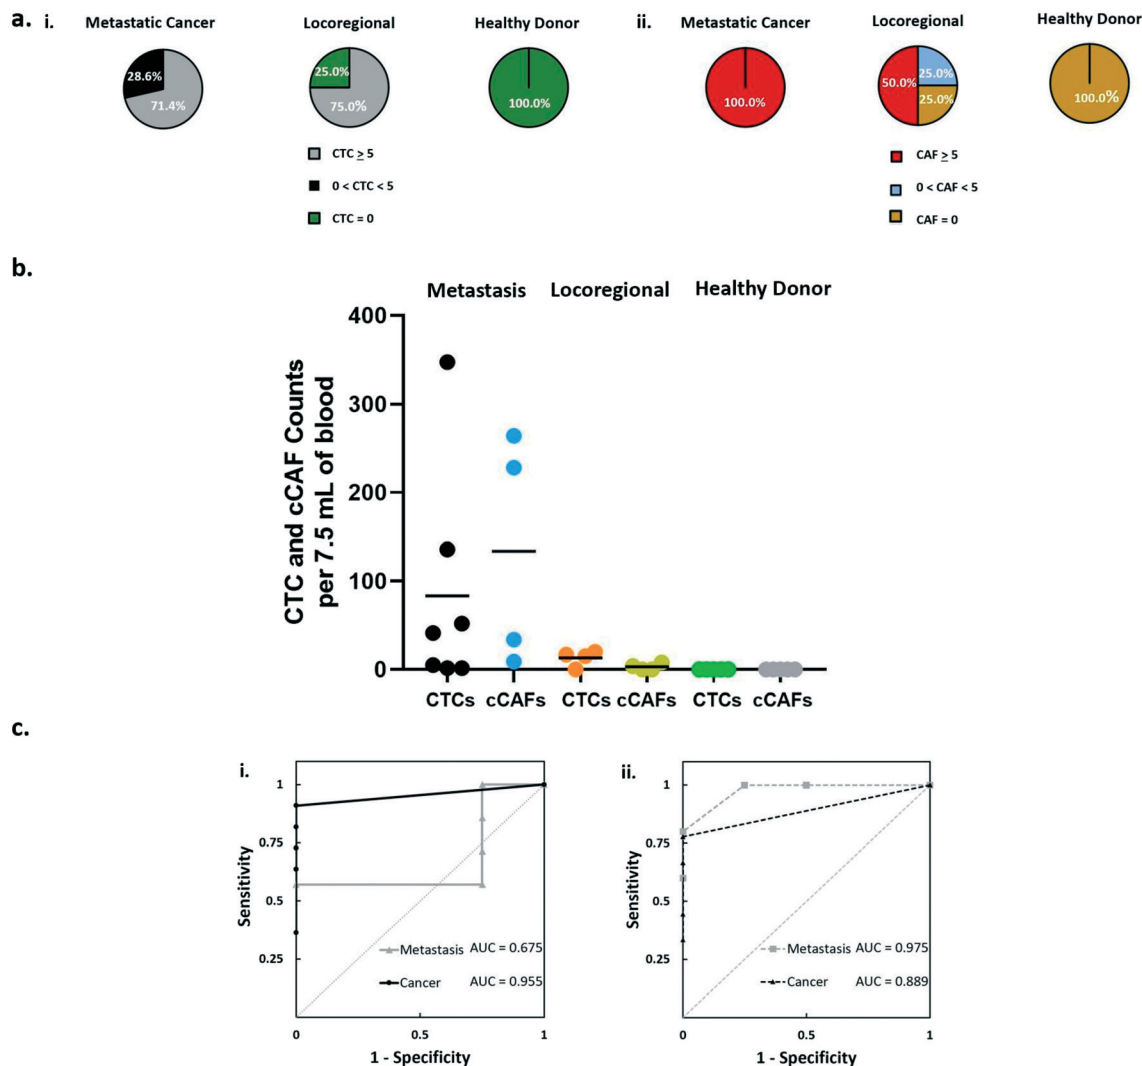 a. i. Metastatic Cancer Locoregional Healthy Donor ii. Metastatic Cancer Locoregional Healthy Donor
28.6% 25.0% 50.0% 25.0%
71.4% 75.0% 100.0% 100.0% 25.0% 100.0%
CTC ≥ 5 CAF ≥ 5
0 < CTC < 5 0 < CAF < 5
CTC = 0 CAF = 0
b.
Metastasis Locoregional Healthy Donor
CTC and cCAF Counts
per 7.5 mL of blood
400
300
200
100
0
CTCs cCAFs CTCs cCAFs CTCs cCAFs
c.
i.
Sensitivity
1
0.75
0.5
0.25
Metastasis AUC = 0.675
Cancer AUC = 0.955
0 0.5 1
1 - Specificity
ii.
Sensitivity
1
0.75
0.5
0.25
Metastasis AUC = 0.975
Cancer AUC = 0.889
0 0.5 1
1 - Specificity